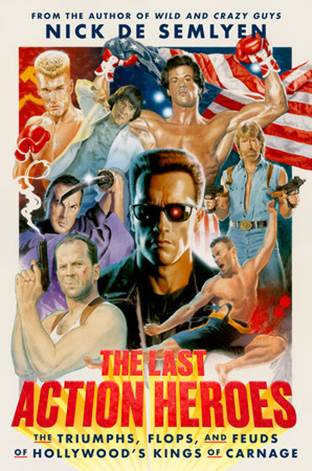 FROM THE AUTHOR OF WILD AND CRAZY GUYS
NICK DE SEMLYEN
THE LAST
ACTION HEROES
THE TRIUMPHS, FLOPS, AND FEUDS
OF HOLLYWOOD'S KINGS OF CARNAGE